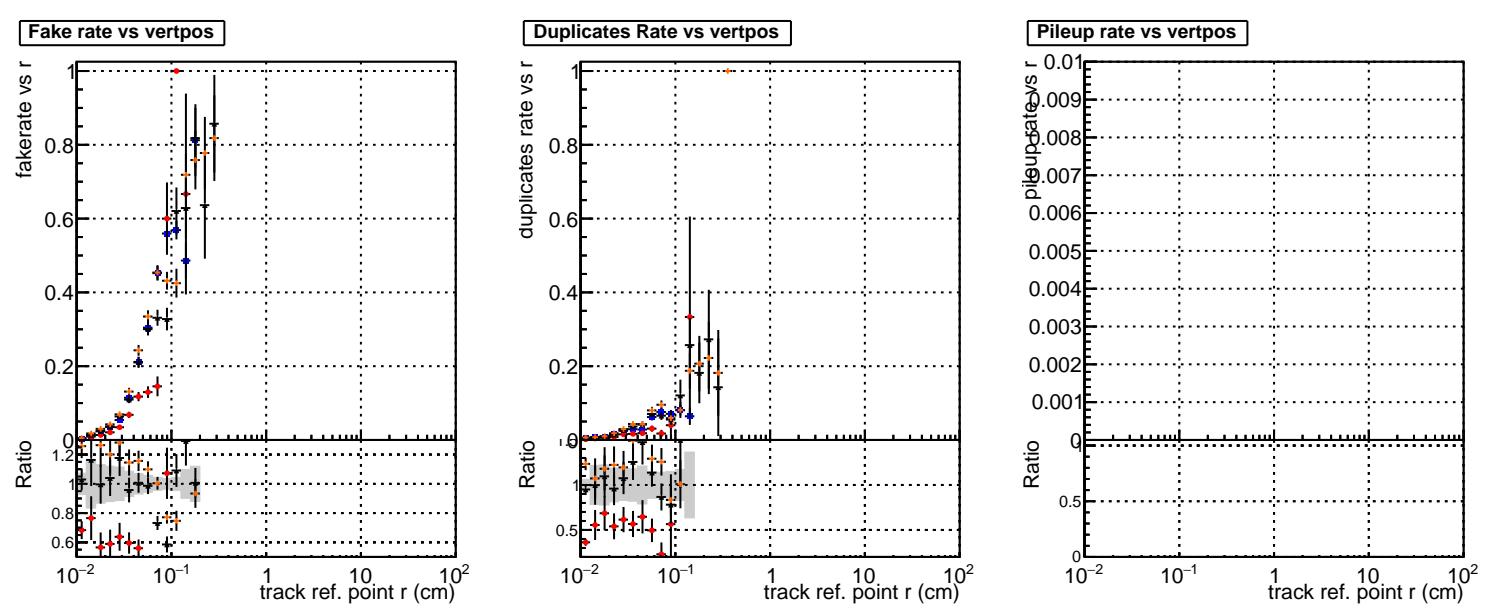 Fake rate vs vertpos
fakerate vs r
1
0.8
0.6
0.4
0.2
0
Ratio
1.2
1
0.8
0.6
10−2 10−1 1 10 102
track ref. point r (cm)
Duplicates Rate vs vertpos
duplicates rate vs r
1
0.8
0.6
0.4
0.2
0
Ratio
1
0.5
10−2 10−1 1 10 102
track ref. point r (cm)
Pileup rate vs vertpos
pileup rate vs r
0.01
0.009
0.008
0.007
0.006
0.005
0.004
0.003
0.002
0.001
0
Ratio
1
0.5
0
10−2 10−1 1 10 102
track ref. point r (cm)